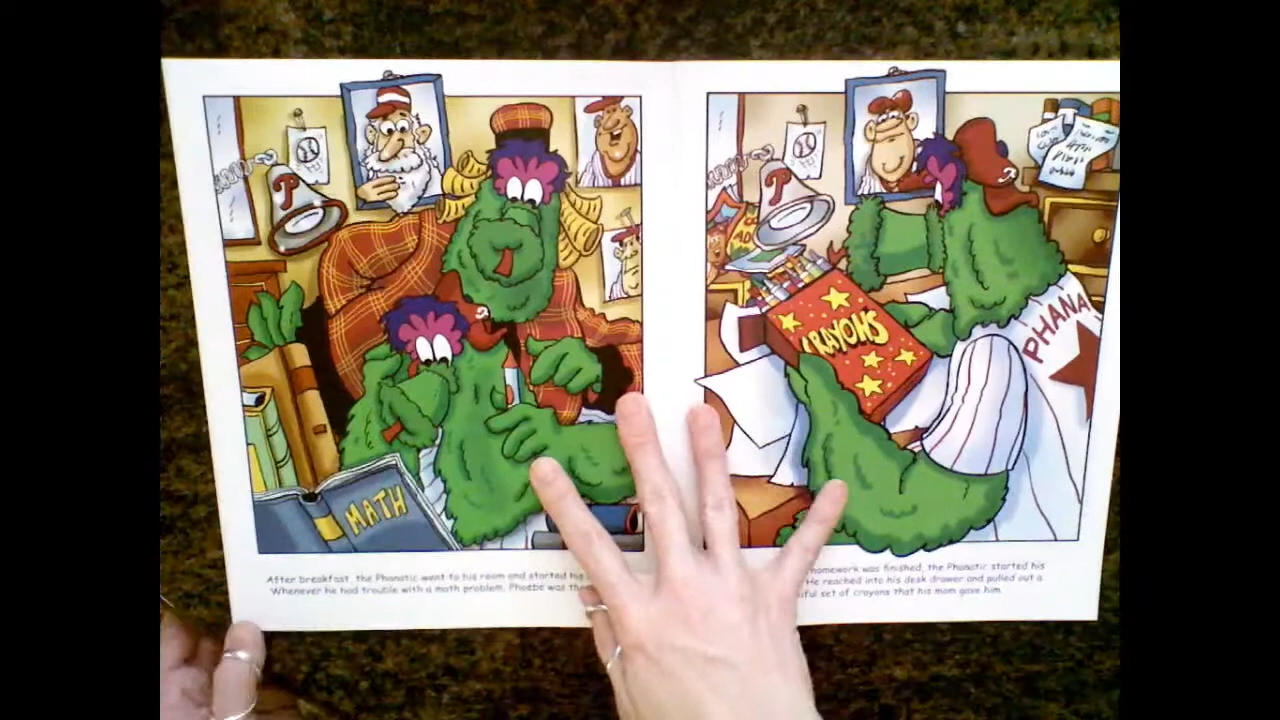 P
MATH
After breakfast, the Phanatic went to his room and started his
Whenever he had trouble with a math problem, Phoebe was
P
CRAYONS
PHANA
homework was finished, the Phanatic started his
He reached into his desk drawer and pulled out a
set of crayons that his mom gave him.